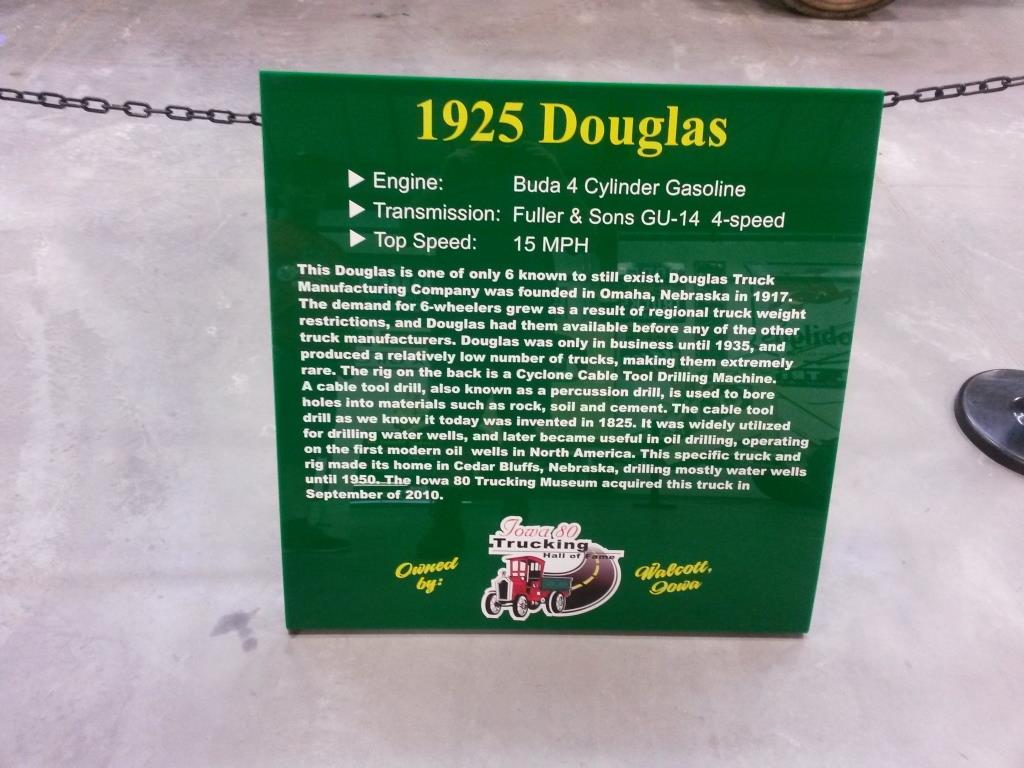 1925 Douglas
Engine: Buda 4 Cylinder Gasoline
Transmission: Fuller & Sons GU-14 4-speed
Top Speed: 15 MPH
This Douglas is one of only 6 known to still exist. Douglas Truck
Manufacturing Company was founded in Omaha, Nebraska in 1917.
The demand for 6-wheelers grew as a result of regional truck weight
restrictions, and Douglas had them available before any of the other
truck manufacturers. Douglas was only in business until 1935, and
produced a relatively low number of trucks, making them extremely
rare. The rig on the back is a Cyclone Cable Tool Drilling Machine.
A cable tool drill, also known as a percussion drill, is used to bore
holes into materials such as rock, soil and cement. The cable tool
drill as we know it today was invented in 1825. It was widely utilized
for drilling water wells, and later became useful in oil drilling, operating
on the first modern oil wells in North America. This specific truck and
rig made its home in Cedar Bluffs, Nebraska, drilling mostly water wells
until 1950. The Iowa 80 Trucking Museum acquired this truck in
September of 2010.
Iowa 80
Trucking
Hall of Fame
Owned
by:
Walcott,
Iowa